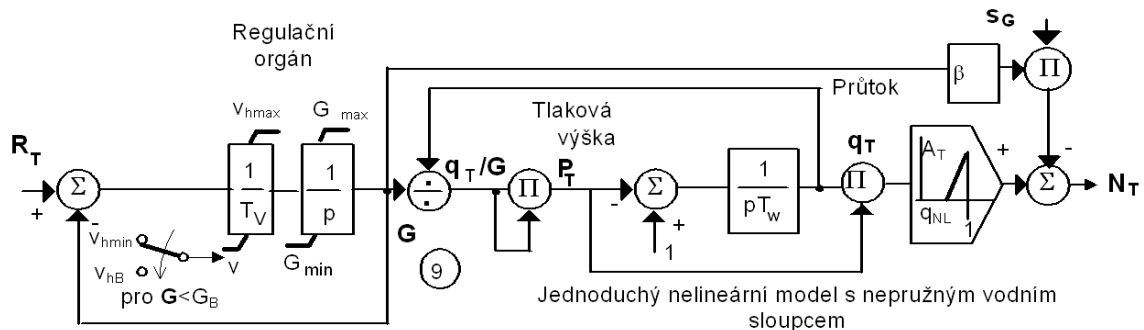 s_G
Regulační
orgán
β
Π
Průtok
v_hmax
G_max
Tlaková
výška
R_T
q_T/G
P_T
q_T
A_T
+
-
Σ
1
T_V
1
p
÷
Π
Σ
1
pT_w
Π
Σ
N_T
+
-
-
+
q_NL
1
v_hmin
v
G_min
G
1
v_hB
9
pro G<G_B
Jednoduchý nelineární model s nepružným vodním
sloupcem